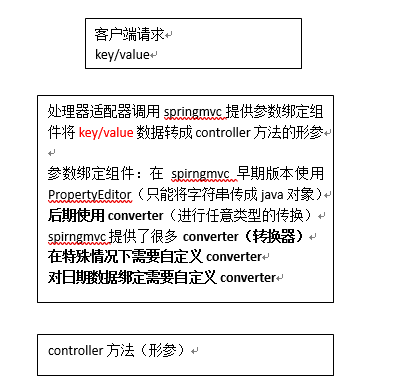 客户端请求
key/value
处理器适配器调用 springmvc 提供参数绑定组
件将 key/value 数据转成 controller 方法的形参
参数绑定组件：在 spirngmvc 早期版本使用
PropertyEditor（只能将字符串传成 java 对象）
后期使用 converter（进行任意类型的传换）
spirngmvc 提供了很多 converter（转换器）
在特殊情况下需要自定义 converter
对日期数据绑定需要自定义 converter
controller 方法（形参）